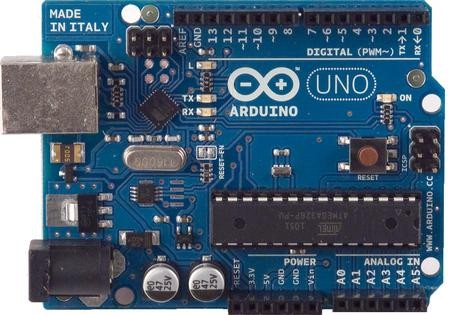 MADE
IN ITALY
AREF
GND
13
12
~11
~10
~9
8
7
~6
~5
4
~3
2
TX→1
RX←0
DIGITAL (PWM~)
L
TX
RX
ARDUINO
UNO
TM
ON
RESET-EN
RESET
ICSP
WWW.ARDUINO.CC
ATMEL
ATMEGA328P-PU
POWER
ANALOG IN
RESET
3.3V
5V
GND
GND
Vin
A0
A1
A2
A3
A4
A5
47
25V
47
25V